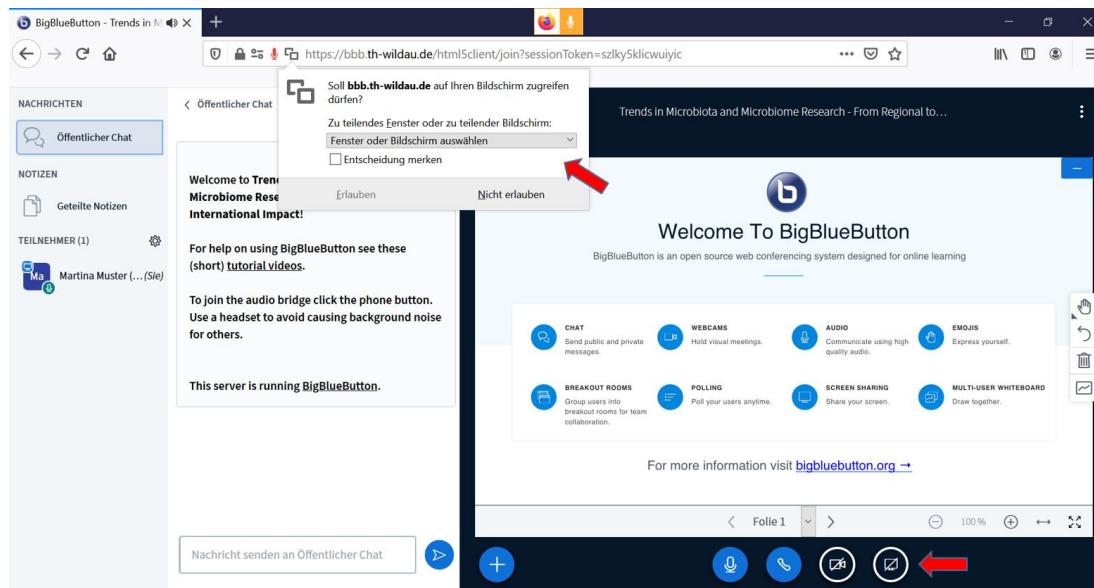 BigBlueButton - Trends in M
https://bbb.th-wildau.de/html5client/join?sessionToken=szlky5klicwuiyic
Soll bbb.th-wildau.de auf Ihren Bildschirm zugreifen
dürfen?
Zu teilendes Fenster oder zu teilender Bildschirm:
Fenster oder Bildschirm auswählen
Entscheidung merken
Erlauben
Nicht erlauben
NACHRICHTEN
Öffentlicher Chat
NOTIZEN
Geteilte Notizen
TEILNEHMER (1)
Ma
Martina Muster (... (Sie)
Öffentlicher Chat
Welcome to Tren
Microbiome Rese
International Impact!
For help on using BigBlueButton see these
(short) tutorial videos.
To join the audio bridge click the phone button.
Use a headset to avoid causing background noise
for others.
This server is running BigBlueButton.
Nachricht senden an Öffentlicher Chat
Trends in Microbiota and Microbiome Research - From Regional to…
b
Welcome To BigBlueButton
BigBlueButton is an open source web conferencing system designed for online learning
CHAT
Send public and private
messages.
WEBCAMS
Hold visual meetings.
AUDIO
Communicate using high
quality audio.
EMOJIS
Express yourself.
BREAKOUT ROOMS
Group users into
breakout rooms for team
collaboration.
POLLING
Poll your users anytime.
SCREEN SHARING
Share your screen.
MULTI-USER WHITEBOARD
Draw together.
For more information visit bigbluebutton.org →
Folie 1
100 %